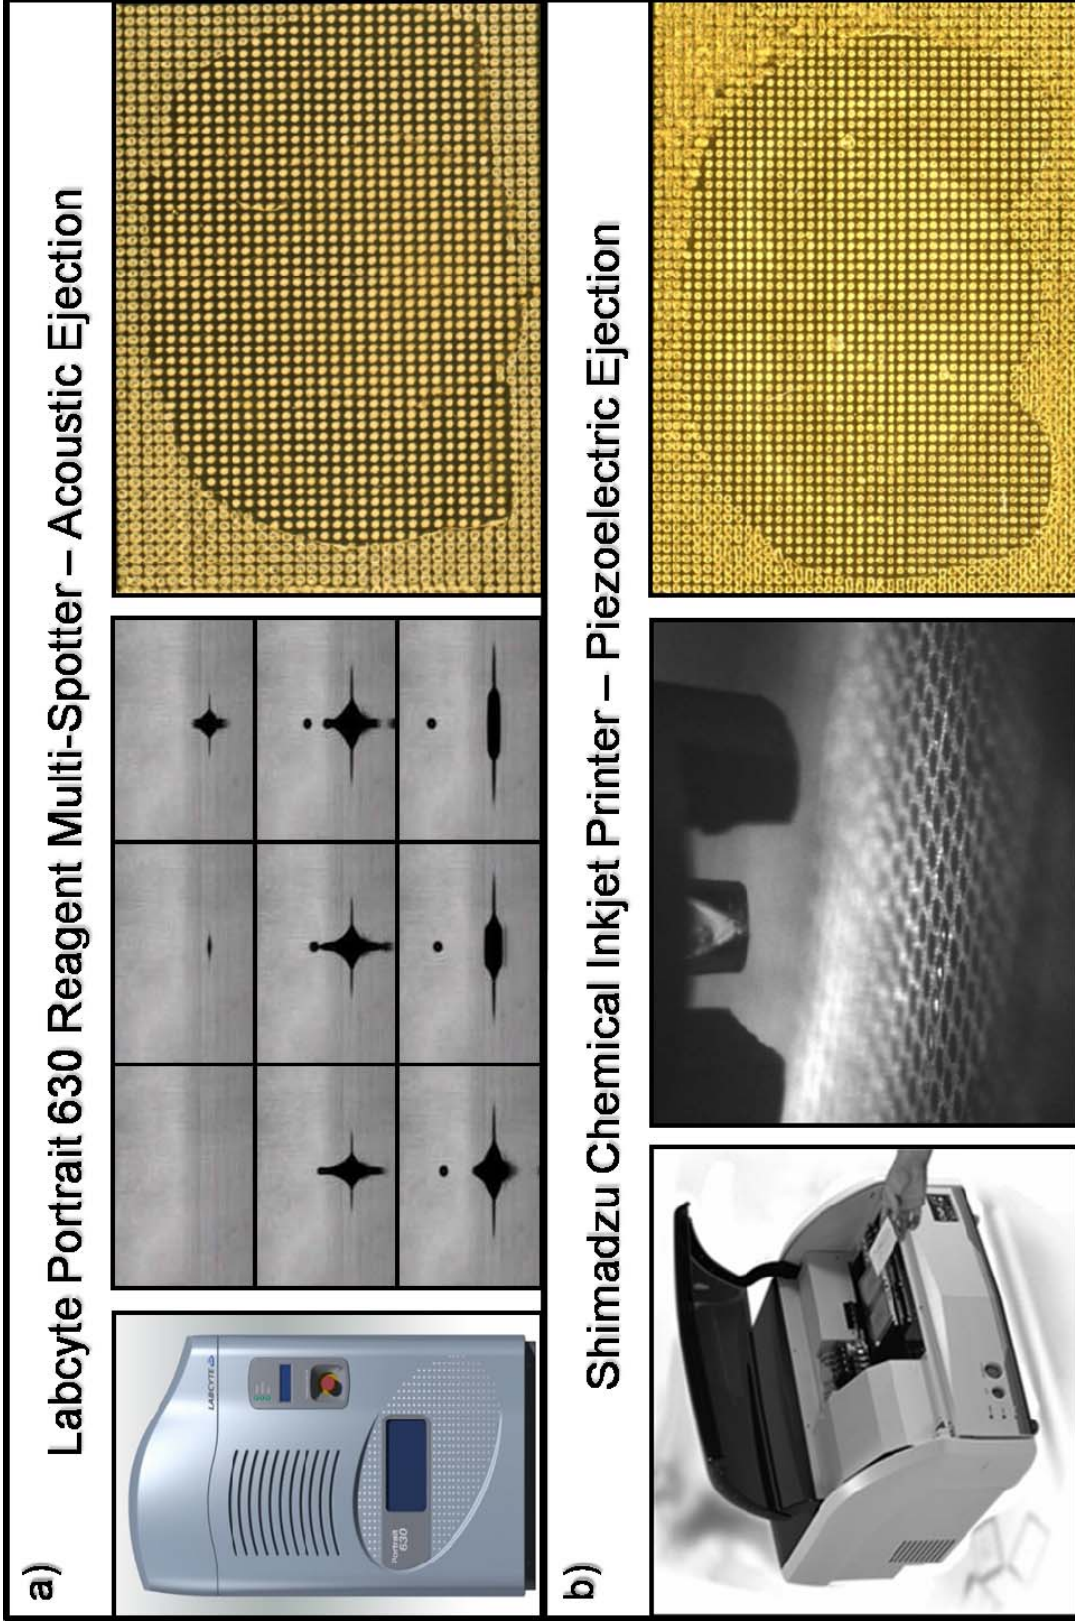 a)
Labcyte Portrait 630 Reagent Multi-Spotter – Acoustic Ejection
LABCYTE
Portrait
630
b)
Shimadzu Chemical Inkjet Printer – Piezoelectric Ejection